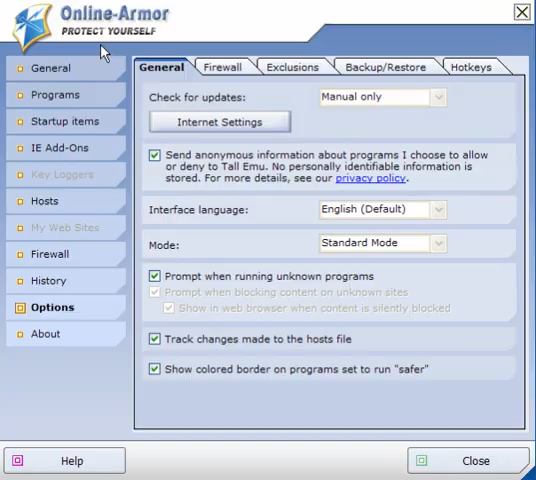 Online-Armor
PROTECT YOURSELF
General
Programs
Startup items
IE Add-Ons
Key Loggers
Hosts
My Web Sites
Firewall
History
Options
About
General
Firewall
Exclusions
Backup/Restore
Hotkeys
Check for updates:
Manual only
Internet Settings
Send anonymous information about programs I choose to allow
or deny to Tall Emu. No personally identifiable information is
stored. For more details, see our privacy policy.
Interface language:
English (Default)
Mode:
Standard Mode
Prompt when running unknown programs
Prompt when blocking content on unknown sites
Show in web browser when content is silently blocked
Track changes made to the hosts file
Show colored border on programs set to run "safer"
Help
Close